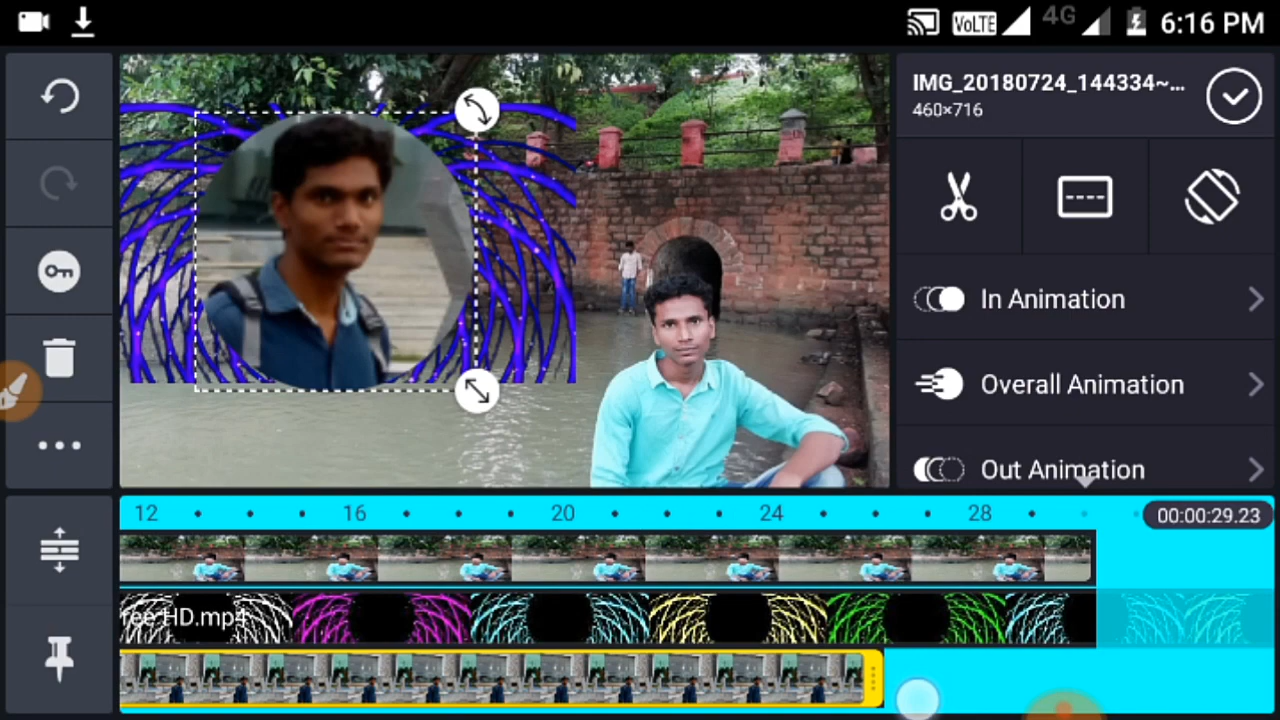 VoLTE 4G 6:16 PM
IMG_20180724_144334~...
460×716
In Animation
Overall Animation
Out Animation
12 16 20 24 28 00:00:29.23
ree HD.mp4